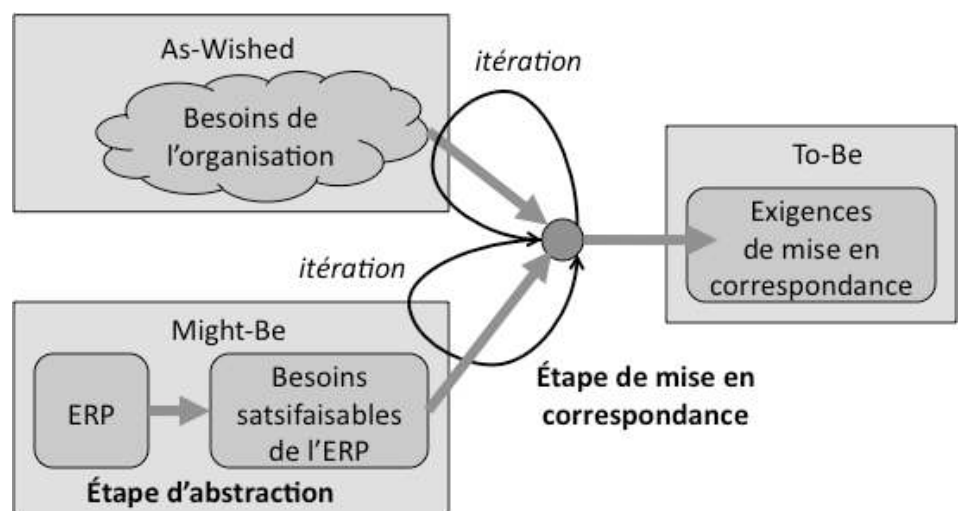 As-Wished
Besoins de
l'organisation
itération
To-Be
Exigences
de mise en
correspondance
itération
Might-Be
ERP
Besoins
satsifaisables
de l'ERP
Étape d'abstraction
Étape de mise en
correspondance